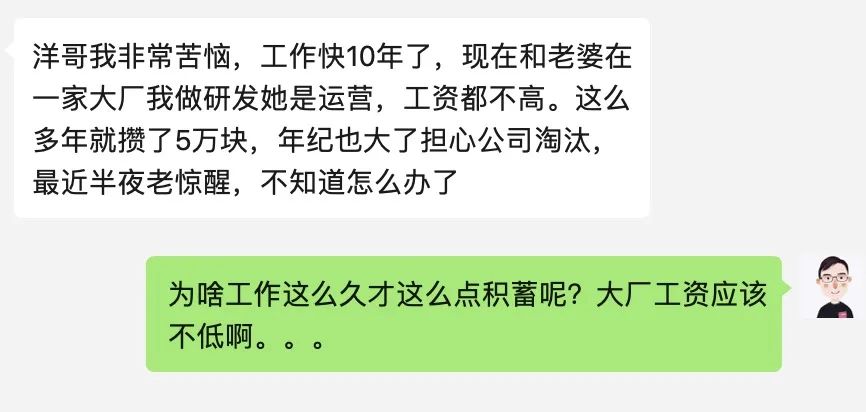 洋哥我非常苦恼，工作快10年了，现在和老婆在
一家大厂我做研发她是运营，工资都不高。这么
多年就攒了5万块，年纪也大了担心公司淘汰，
最近半夜老惊醒，不知道怎么办了
为啥工作这么久才这么点积蓄呢？大厂工资应该
不低啊。。。